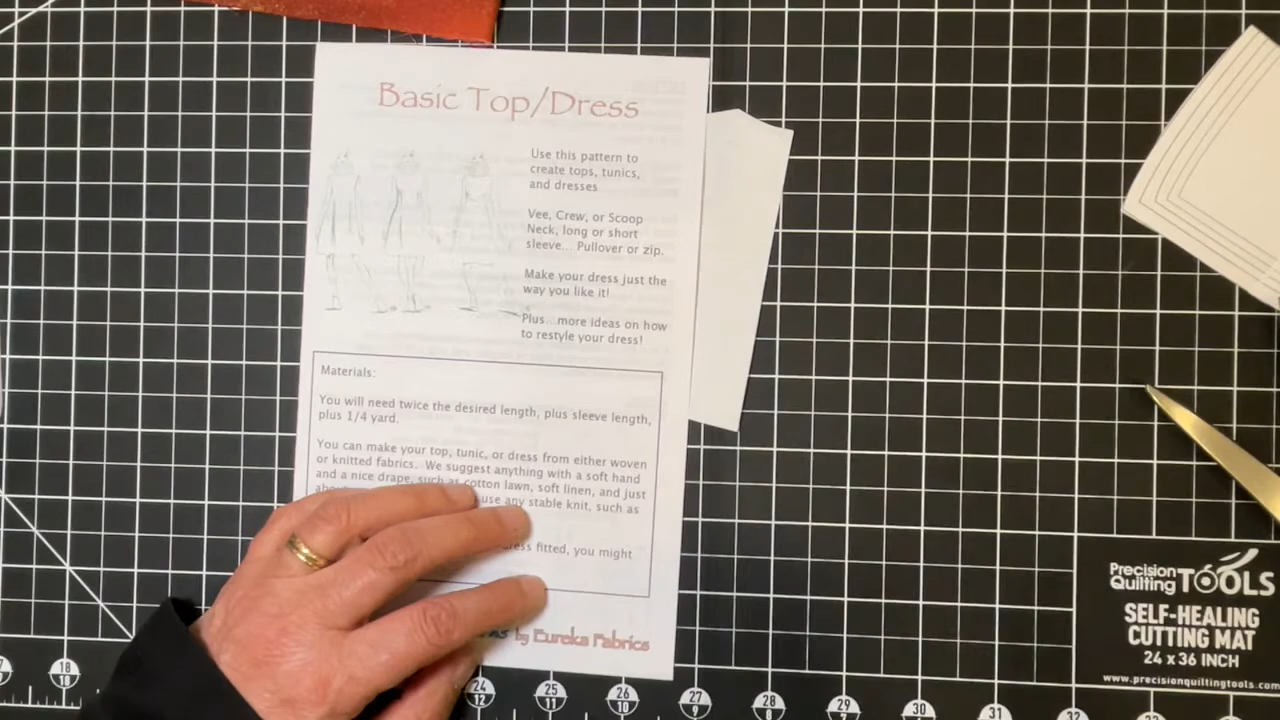 Basic Top/Dress
Use this pattern to
create tops, tunics,
and dresses
Vee, Crew, or Scoop
Neck, long or short
sleeve... Pullover or zip.
Make your dress just the
way you like it!
Plus...more ideas on how
to restyle your dress!
Materials:
You will need twice the desired length, plus sleeve length,
plus 1/4 yard.
You can make your top, tunic, or dress from either woven
or knitted fabrics. We suggest anything with a soft hand
and a nice drape, such as cotton lawn, soft linen, and just
use any stable knit, such as
fitted, you might
by Eureka Fabrics
Precision
Quilting TOOLS
SELF-HEALING
CUTTING MAT
24 x 36 INCH
www.precisionquiltingtools.com
18 24 25 26 27 28 29 30 31 32
12 11 10 9 8